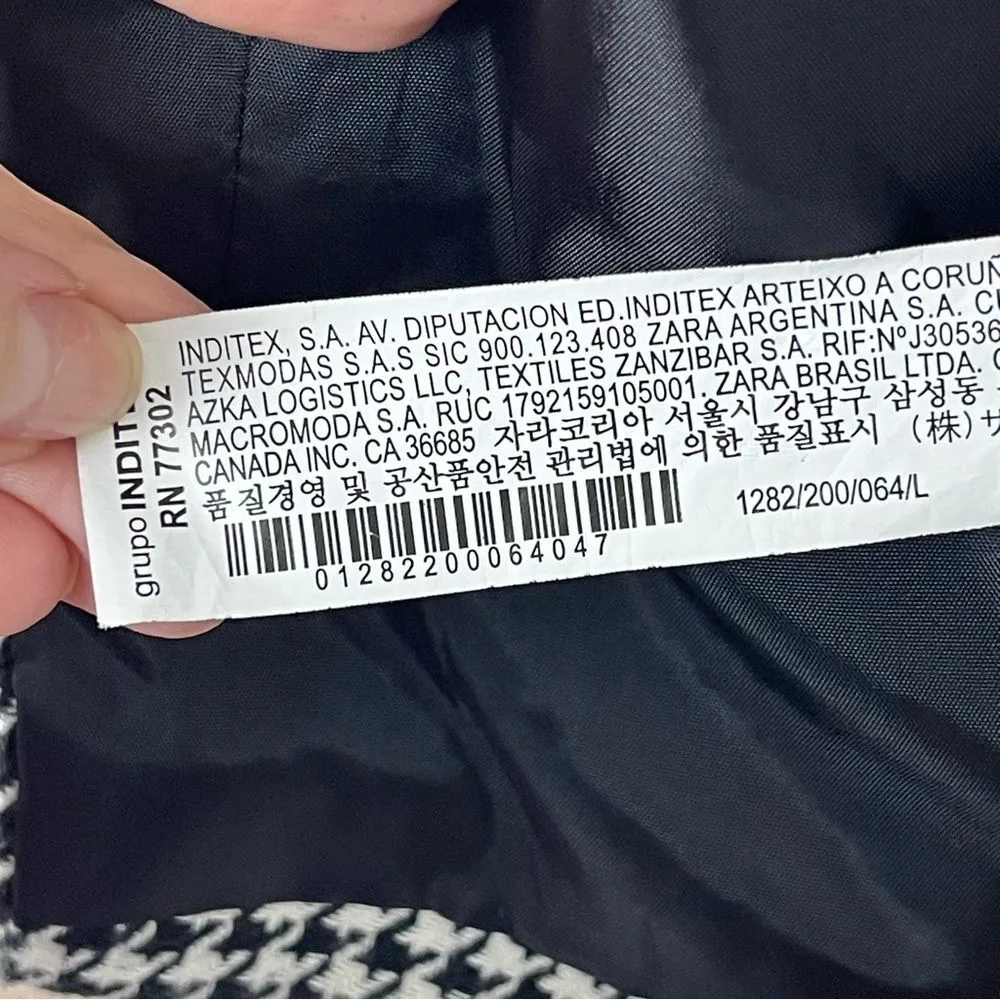 grupo INDITE
RN 77302
INDITEX, S.A. AV. DIPUTACION ED.INDITEX ARTEIXO A CORUÑ
TEXMODAS S.A.S SIC 900.123.408 ZARA ARGENTINA S.A.
AZKA LOGISTICS LLC, TEXTILES ZANZIBAR S.A. RIF:NºJ30536
MACROMODA S.A. RUC 1792159105001. ZARA BRASIL LTDA.
CANADA INC. CA 36685 자라코리아 서울시 강남구 삼성동
품질경영 및 공산품안전 관리법에 의한 품질표시 (株)サ
1282/200/064/L
01282200064047